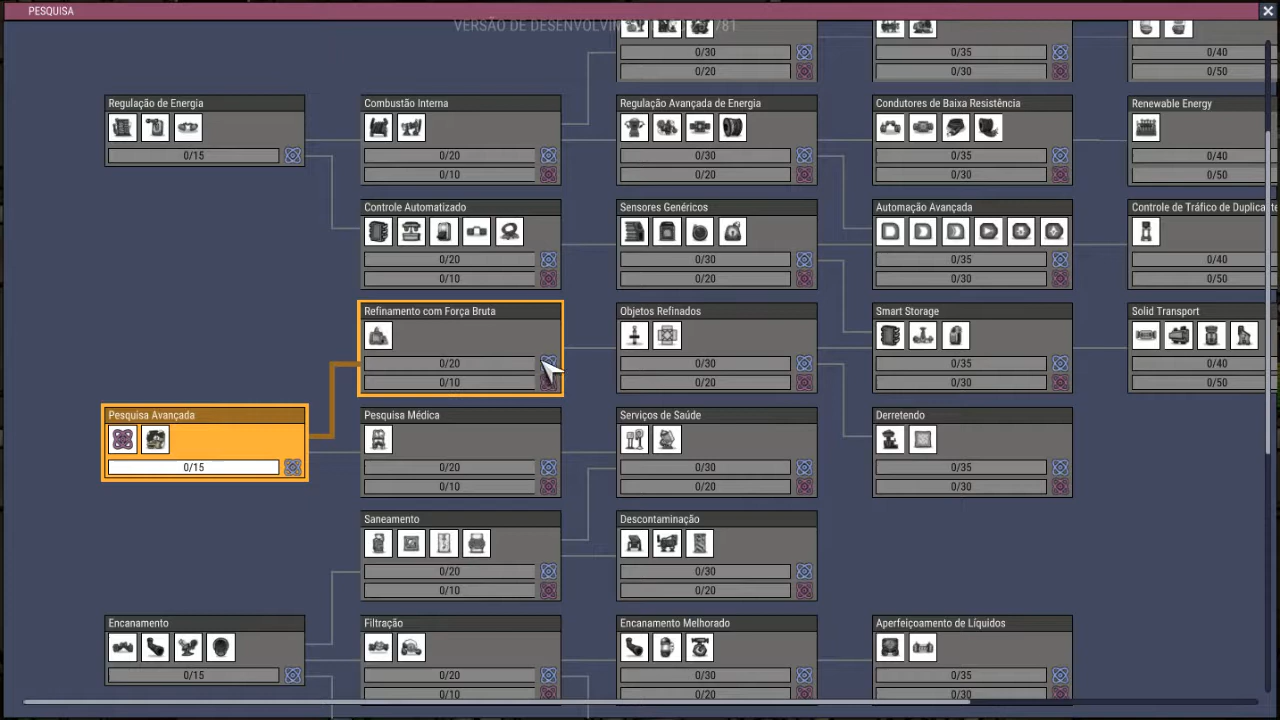 PESQUISA
VERSÃO DE DESENVOLVIM
781
0/30
0/20
0/35
0/30
0/40
0/50
Regulação de Energia
0/15
Combustão Interna
0/20
0/10
Regulação Avançada de Energia
0/30
0/20
Condutores de Baixa Resistência
0/35
0/30
Renewable Energy
0/40
0/50
Controle Automatizado
0/20
0/10
Sensores Genéricos
0/30
0/20
Automação Avançada
0/35
0/30
Controle de Tráfico de Duplicante
0/40
0/50
Refinamento com Força Bruta
0/20
0/10
Objetos Refinados
0/30
0/20
Smart Storage
0/35
0/30
Solid Transport
0/40
0/50
Pesquisa Avançada
0/15
Pesquisa Médica
0/20
0/10
Serviços de Saúde
0/30
0/20
Derretendo
0/35
0/30
Saneamento
0/20
0/10
Descontaminação
0/30
0/20
Encanamento
0/15
Filtração
0/20
0/10
Encanamento Melhorado
0/30
0/20
Aperfeiçoamento de Líquidos
0/35
0/30